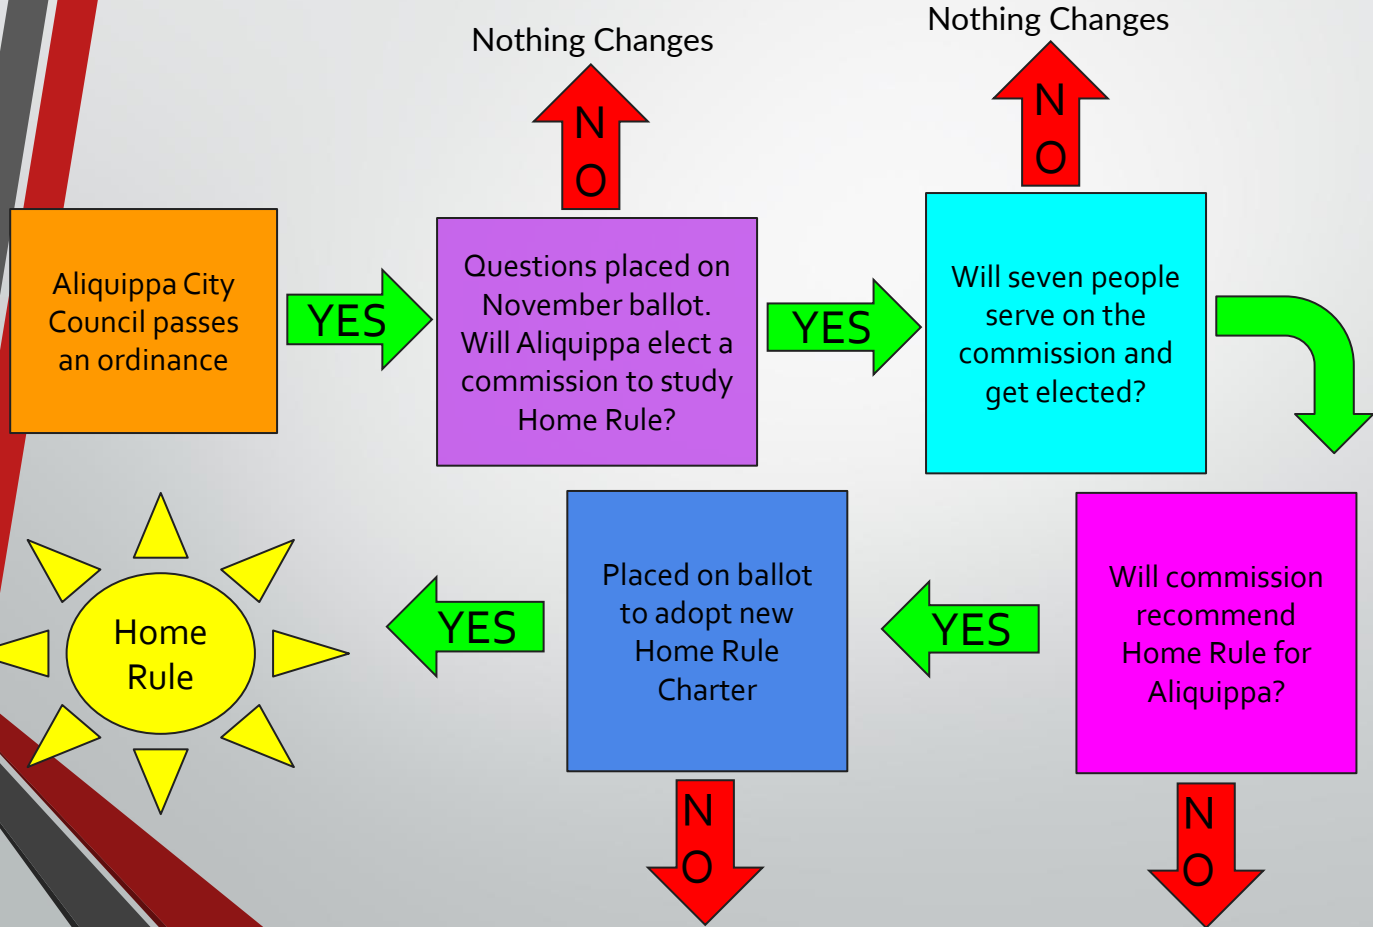 Nothing Changes
Nothing Changes
N
O
N
O
Aliquippa City
Council passes
an ordinance
YES
Questions placed on
November ballot.
Will Aliquippa elect a
commission to study
Home Rule?
YES
Will seven people
serve on the
commission and
get elected?
Will commission
recommend
Home Rule for
Aliquippa?
N
O
YES
Placed on ballot
to adopt new
Home Rule
Charter
N
O
YES
Home
Rule